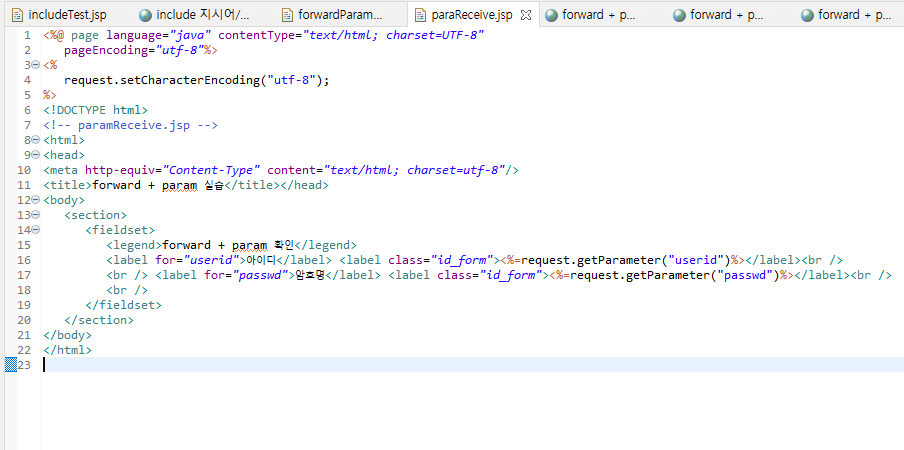 includeTest.jsp include 지시어/... forwardParam... paraReceive.jsp forward + p... forward + p... forward + p...
1 <%@ page language="java" contentType="text/html; charset=UTF-8"
2 pageEncoding="utf-8"%>
3 <%
4 request.setCharacterEncoding("utf-8");
5 %>
6 <!DOCTYPE html>
7 <!-- paramReceive.jsp -->
8 <html>
9 <head>
10 <meta http-equiv="Content-Type" content="text/html; charset=utf-8"/>
11 <title>forward + param 실습</title></head>
12 <body>
13 <section>
14 <fieldset>
15 <legend>forward + param 확인</legend>
16 <label for="userid">아이디</label> <label class="id_form"><%=request.getParameter("userid")%></label><br />
17 <br /> <label for="passwd">암호명</label> <label class="id_form"><%=request.getParameter("passwd")%></label><br />
18 <br />
19 </fieldset>
20 </section>
21 </body>
22 </html>
23